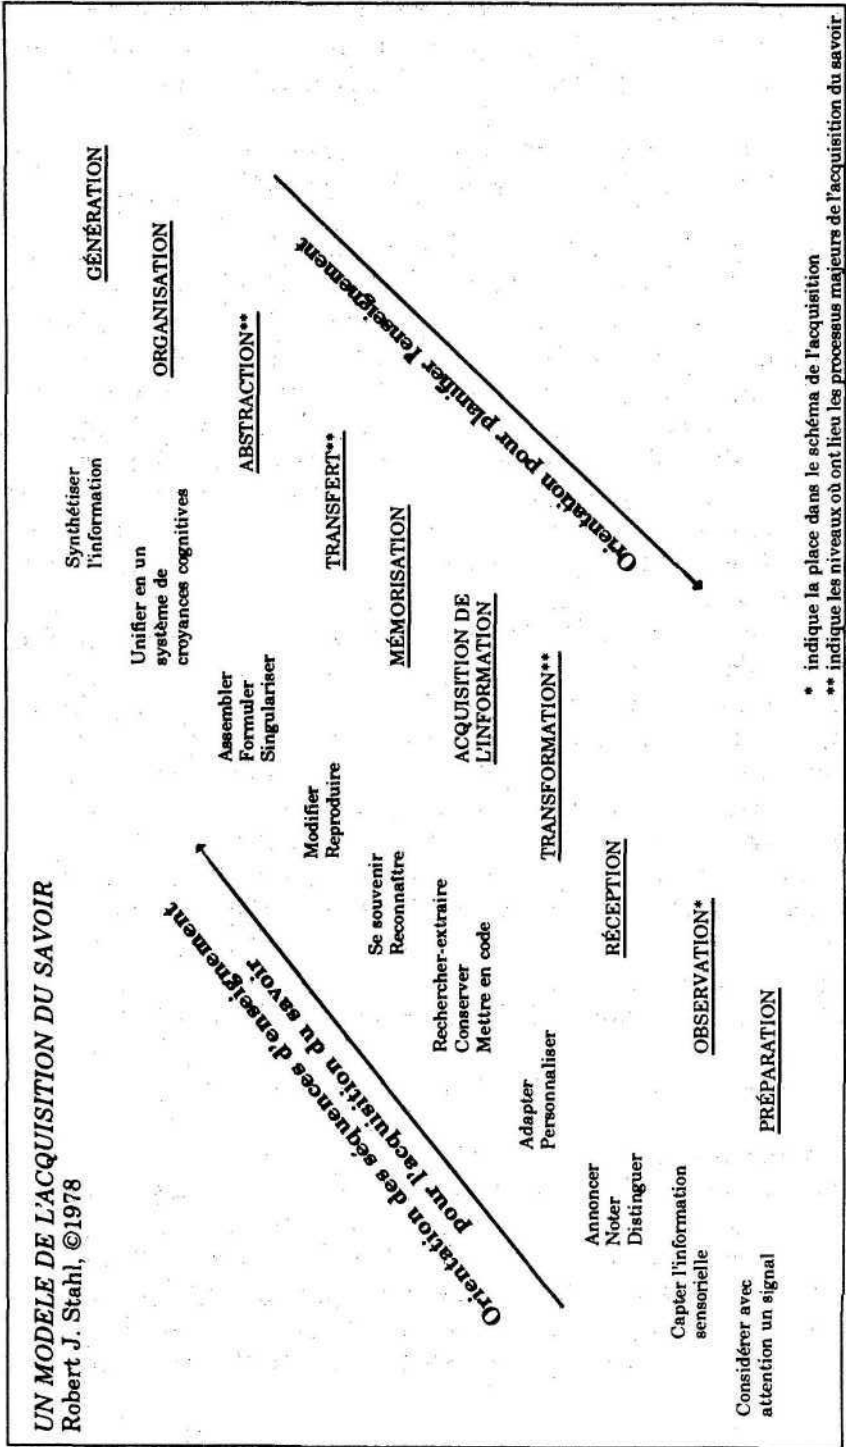 UN MODELE DE L'ACQUISITION DU SAVOIR
Robert J. Stahl, ©1978
Synthétiser
l'information
GÉNÉRATION
Unifier en un
système de
croyances cognitives
ORGANISATION
Assembler
Formuler
Singulariser
ABSTRACTION**
Modifier
Reproduire
TRANSFERT**
Se souvenir
Reconnaître
MÉMORISATION
Rechercher-extraire
Conserver
Mettre en code
ACQUISITION DE
L'INFORMATION
Adapter
Personnaliser
TRANSFORMATION**
Annoncer
Noter
Distinguer
RÉCEPTION
Capter l'information
sensorielle
OBSERVATION*
Considérer avec
attention un signal
PRÉPARATION
Orientation des séquences d'enseignement
pour l'acquisition du savoir
Orientation pour planifier l'enseignement
* indique la place dans le schéma de l'acquisition
** indique les niveaux où ont lieu les processus majeurs de l'acquisition du savoir